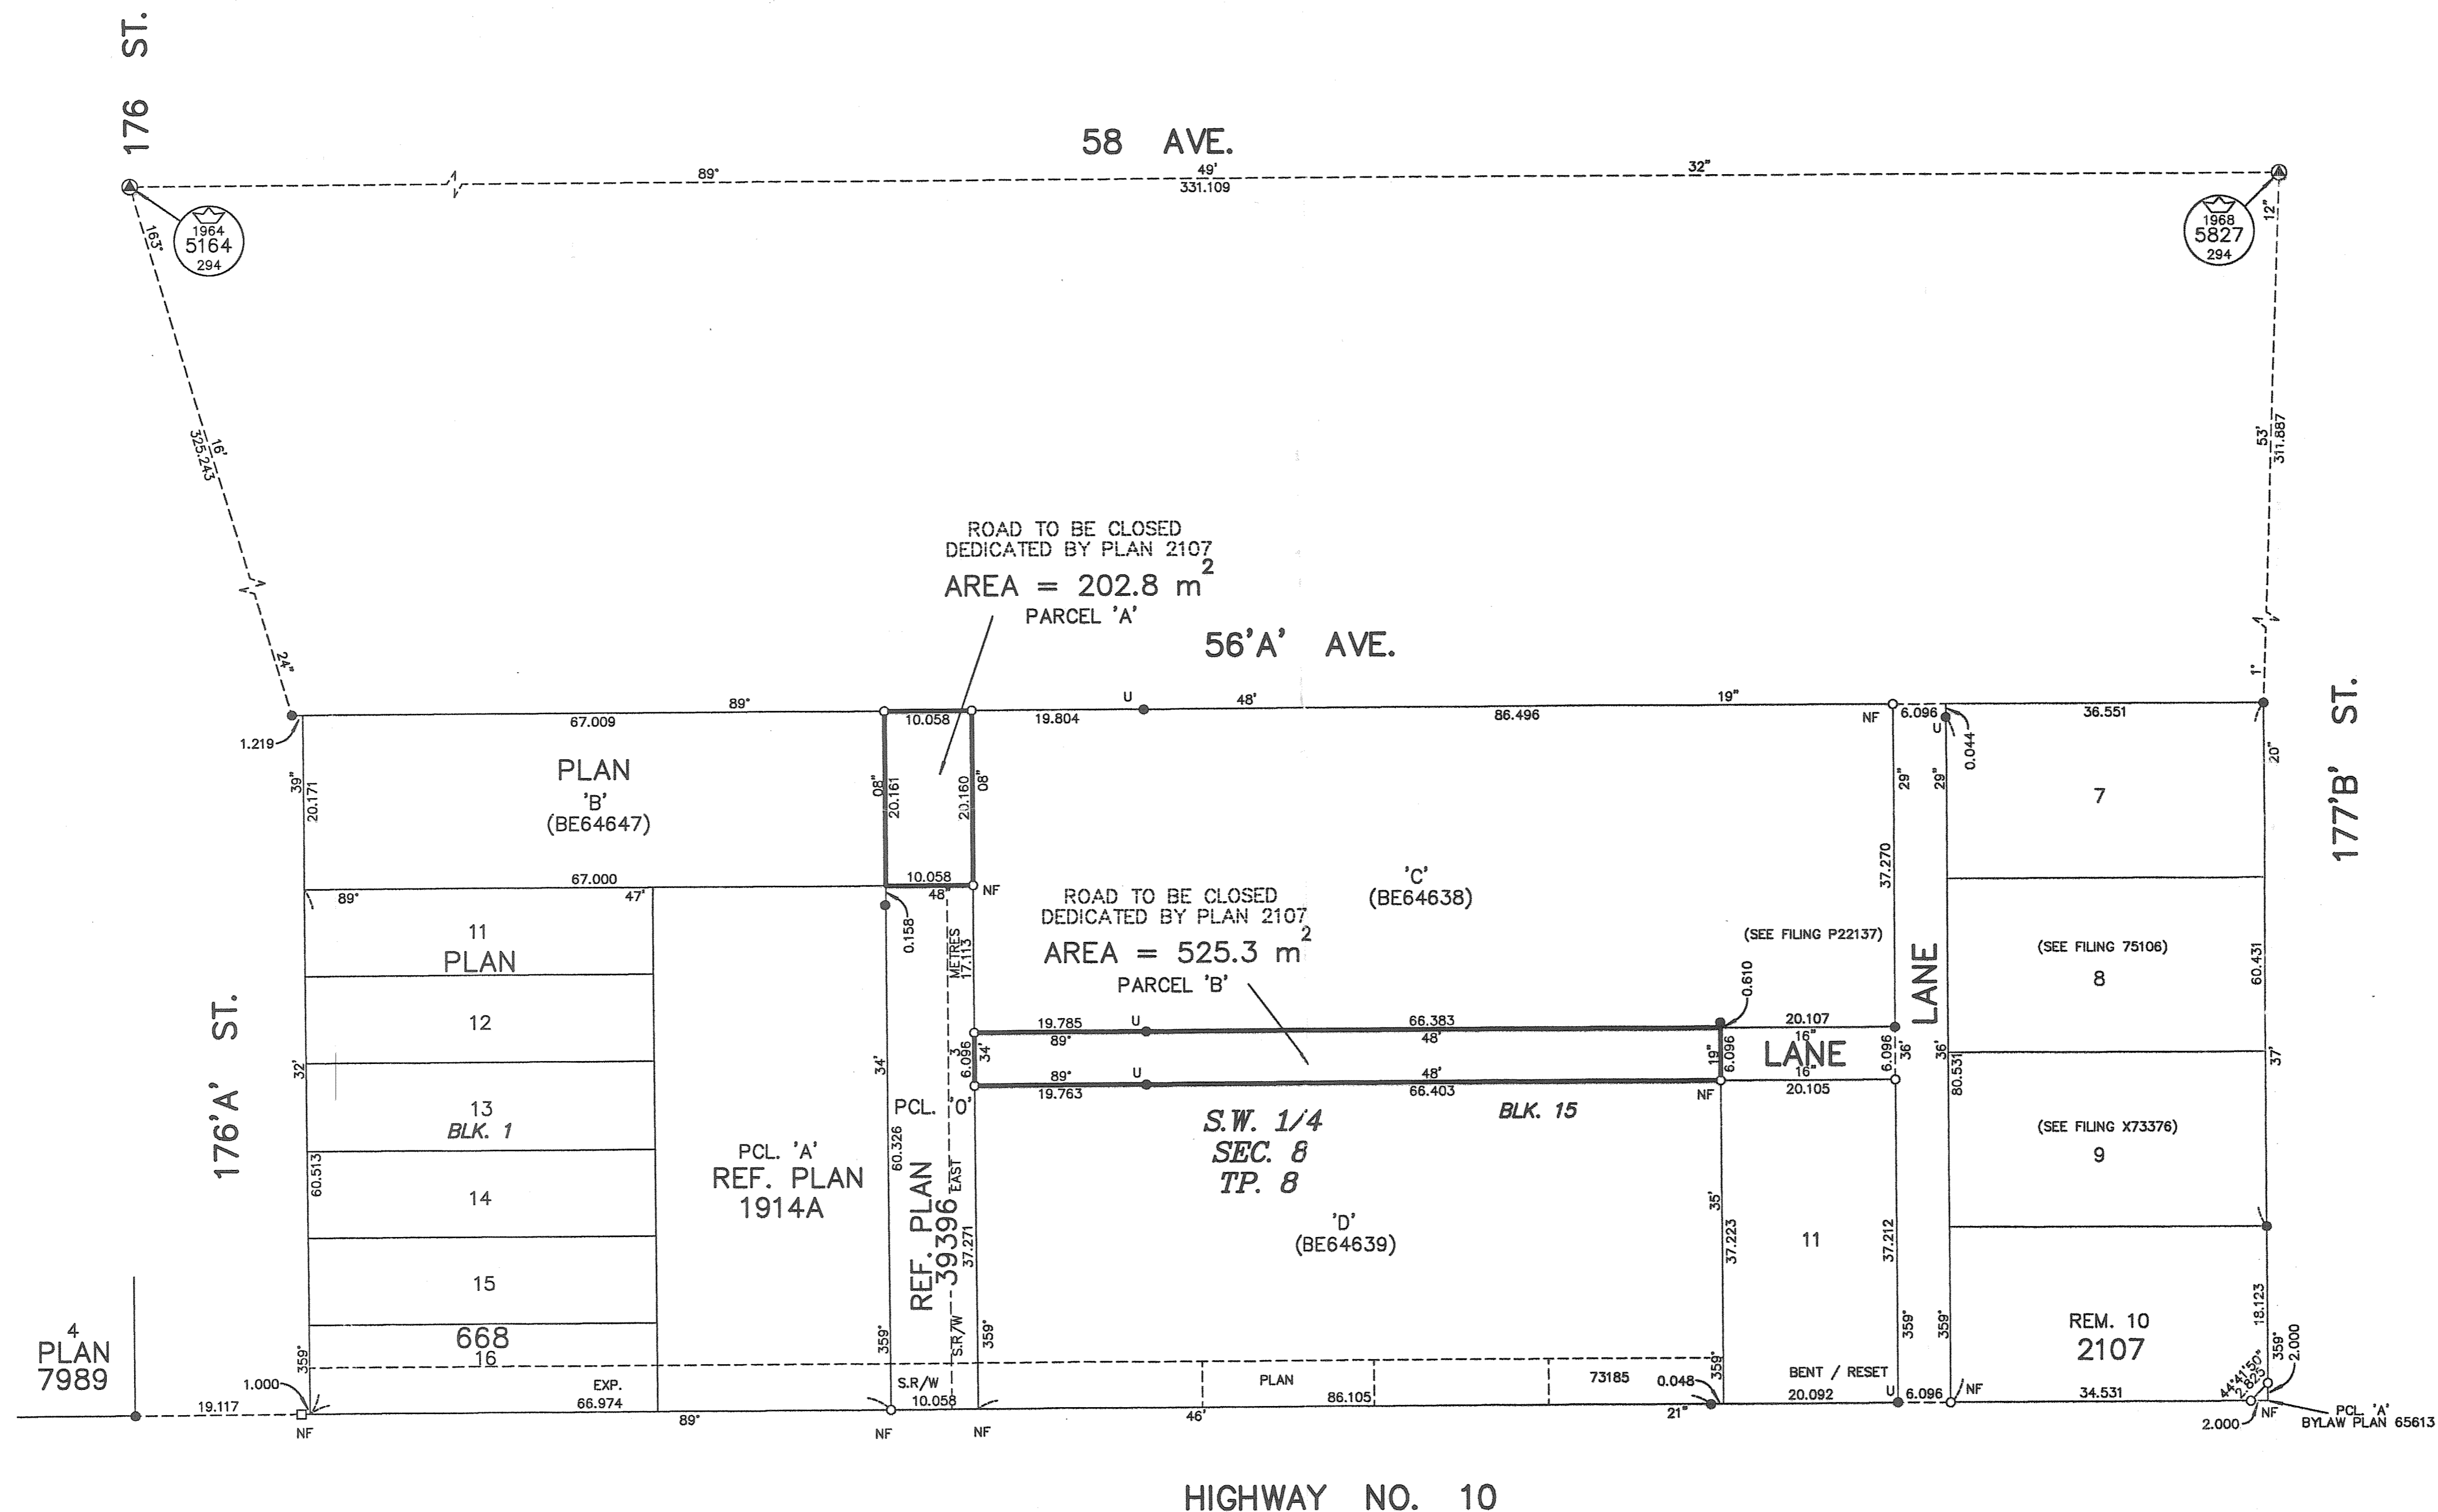 176 ST.
58 AVE.
89° 49' 32"
331.109
1964
5164
294
1968
5827
294
163° 16' 24"
325.243
12"
53'
311.887
1°
ROAD TO BE CLOSED
DEDICATED BY PLAN 2107
AREA = 202.8 m2
PARCEL 'A'
56'A' AVE.
177'B' ST.
89° U 48' 19"
67.009
10.058
19.804
86.496
NF
6.096
36.551
1.219
U
0.044
39"
20.171
PLAN
'B'
(BE64647)
08"
20.161
20.160
08"
29"
29"
7
20"
67.000
10.058
89° 47' 48"
NF
37.270
'C'
(BE64638)
ROAD TO BE CLOSED
DEDICATED BY PLAN 2107
AREA = 525.3 m2
PARCEL 'B'
11
PLAN
0.158
METRES
17.113
(SEE FILING P22137)
LANE
(SEE FILING 75106)
8
60.431
0.610
176'A' ST.
12
19.785
U
66.383
20.107
89°
48'
16"
32'
34'
3
6.096
34'
19"
6.096
LANE
6.096
36'
36'
37'
89°
U
48'
16"
19.763
66.403
NF
20.105
80.531
13
BLK. 1
PCL. 'O'
S.W. 1/4
SEC. 8
TP. 8
BLK. 15
(SEE FILING X73376)
9
60.513
PCL. 'A'
REF. PLAN
1914A
60.326
REF. PLAN
39396
EAST
14
35'
37.271
'D'
(BE64639)
37.223
11
37.212
15
18.123
4
PLAN
7989
668
16
359°
359°
S.R/W
359°
359°
359°
359°
REM. 10
2107
359°
2.000
44°41'50"
2.825
1.000
EXP.
S.R/W
PLAN
73185
0.048
BENT / RESET
19.117
66.974
10.058
86.105
20.092
U
6.096
NF
34.531
89°
46'
21"
2.000
NF
PCL. 'A'
BYLAW PLAN 65613
NF
NF
NF
HIGHWAY NO. 10